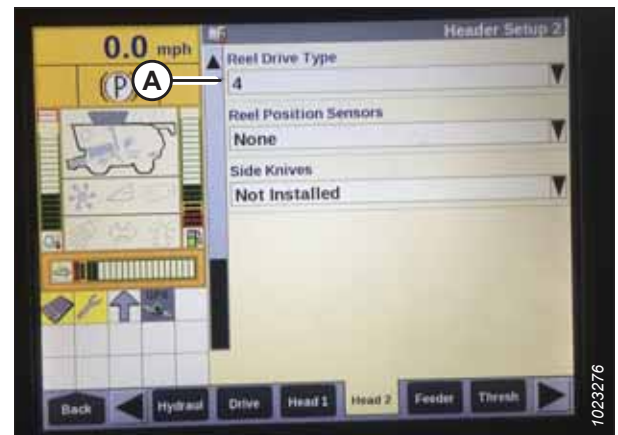 0.0 mph
Header Setup 2
(P)
A
Reel Drive Type
4
Reel Position Sensors
None
Side Knives
Not Installed
GPS
Back
Hydraul
Drive
Head 1
Head 2
Feeder
Thresh
1023276